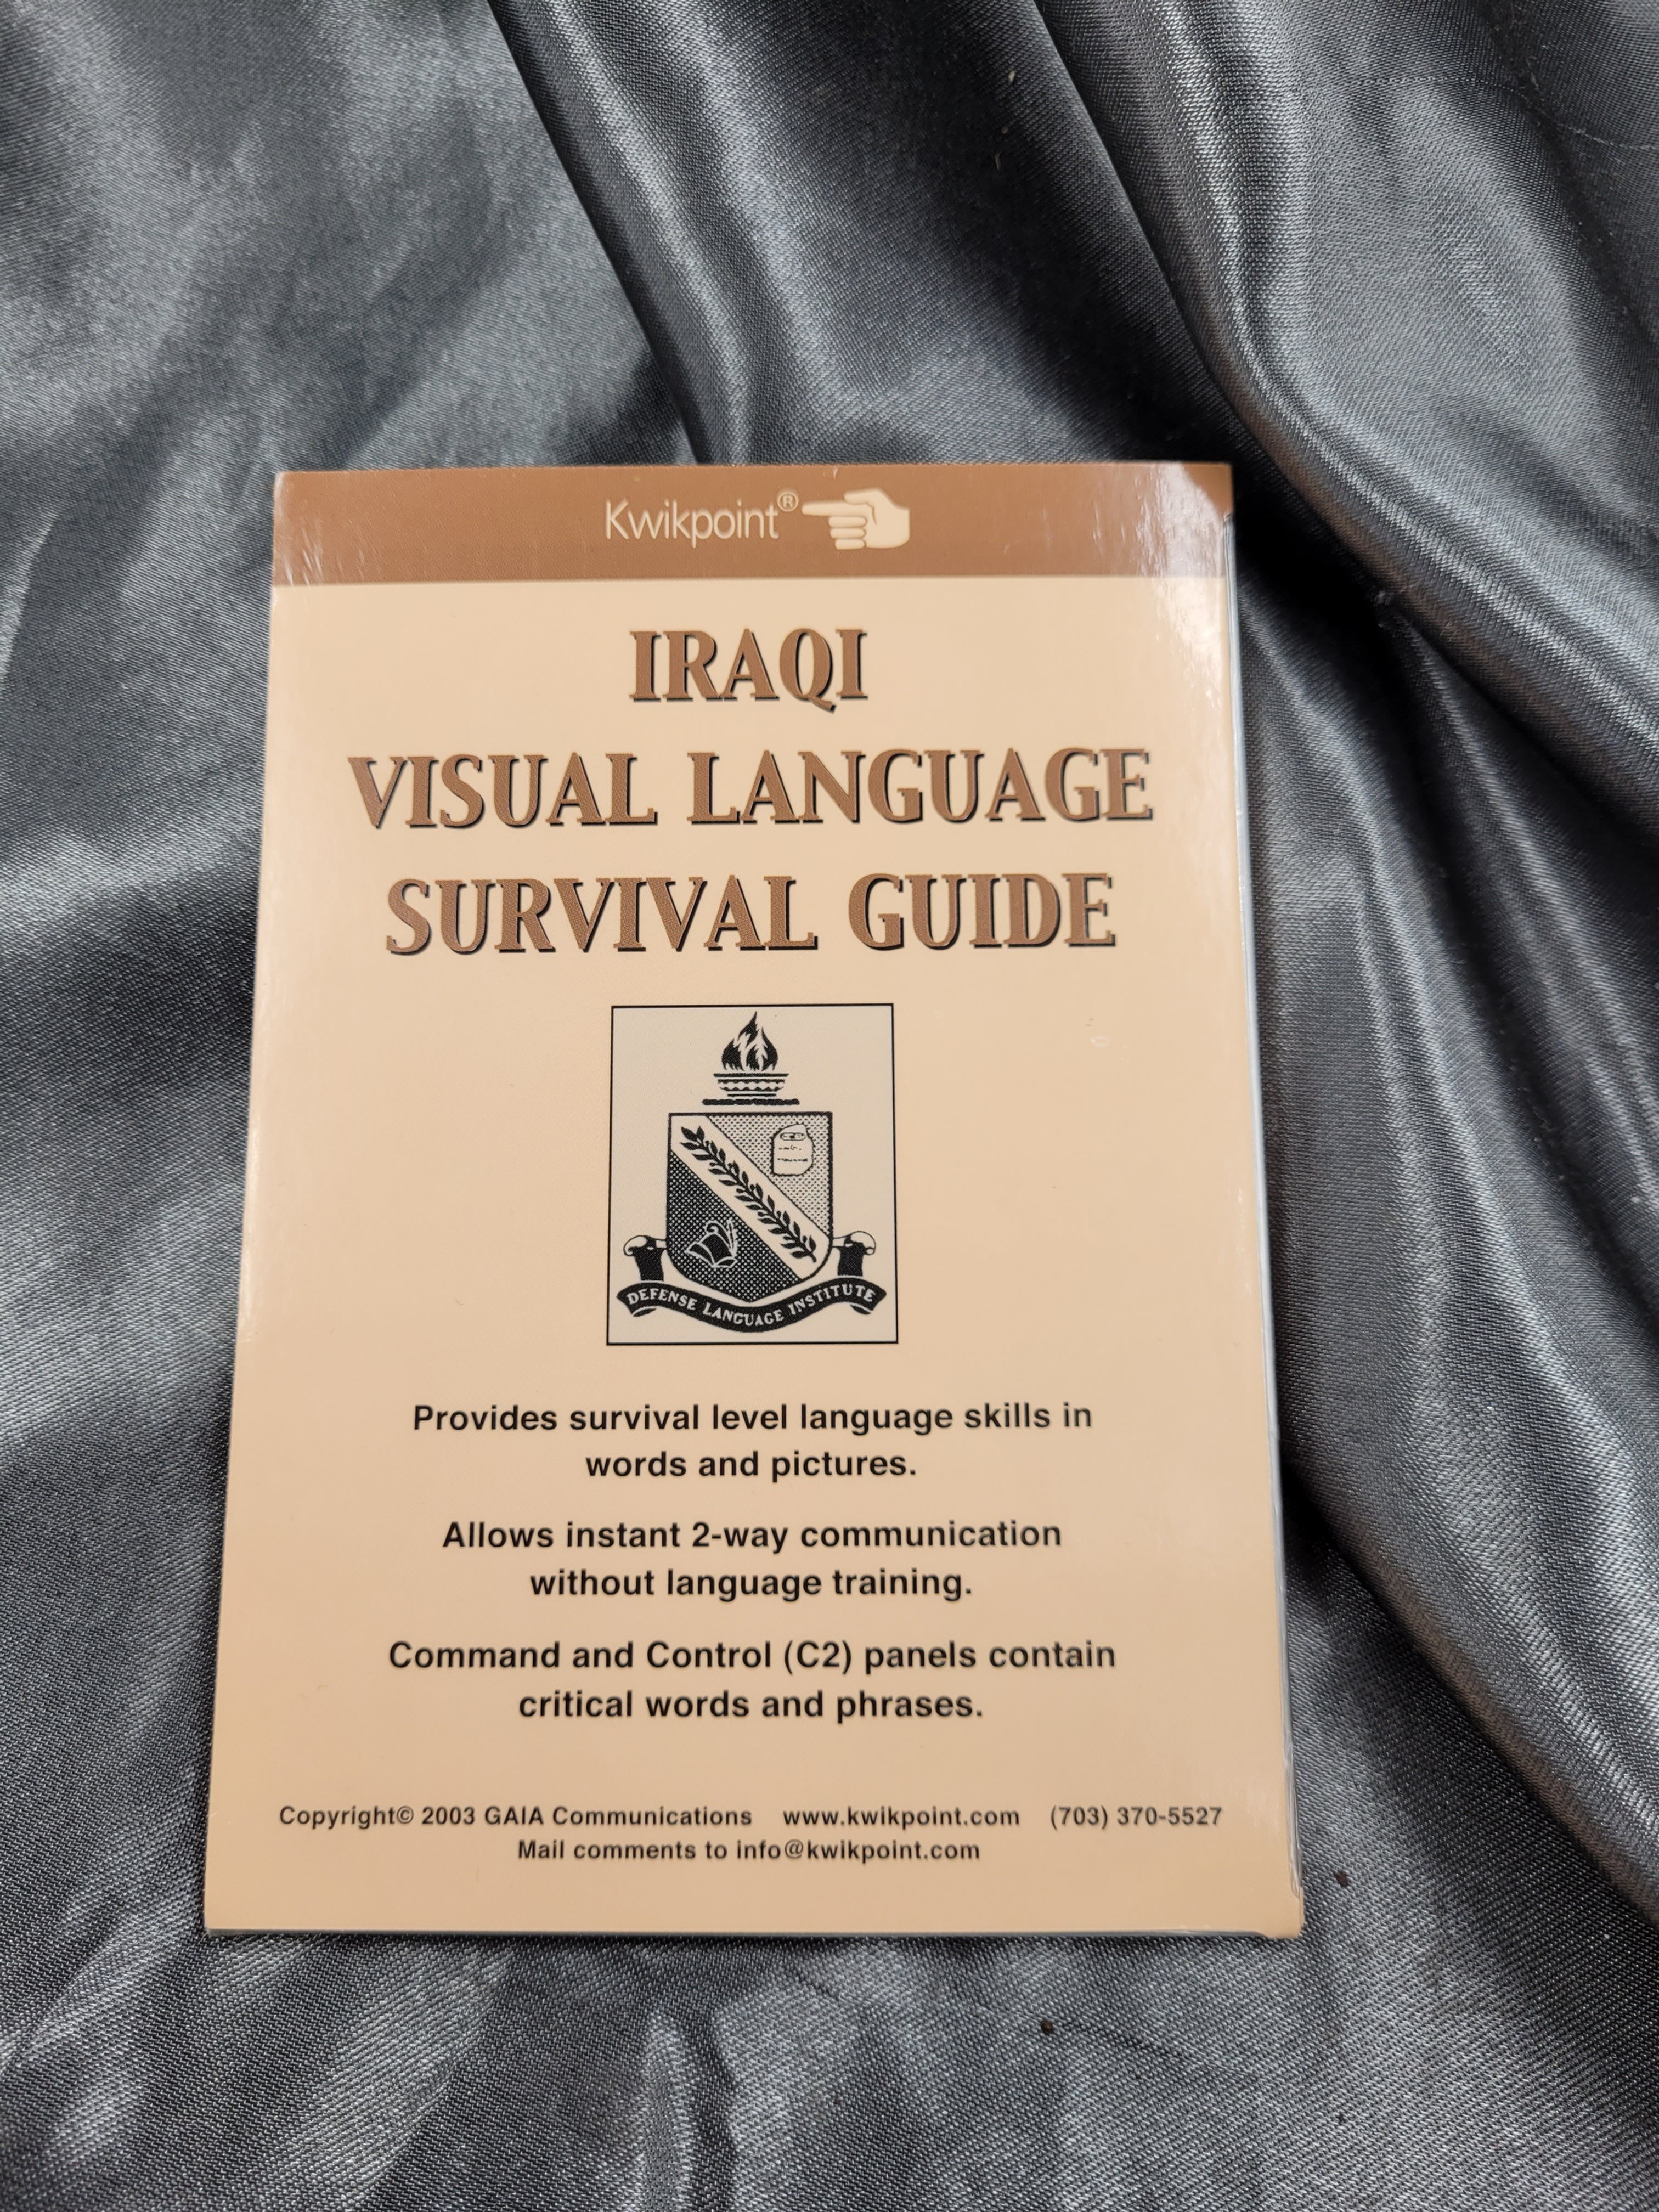 Kwikpoint®
IRAQI
VISUAL LANGUAGE
SURVIVAL GUIDE
DEFENSE LANGUAGE INSTITUTE
Provides survival level language skills in
words and pictures.
Allows instant 2-way communication
without language training.
Command and Control (C2) panels contain
critical words and phrases.
Copyright© 2003 GAIA Communications www.kwikpoint.com (703) 370-5527
Mail comments to info@kwikpoint.com